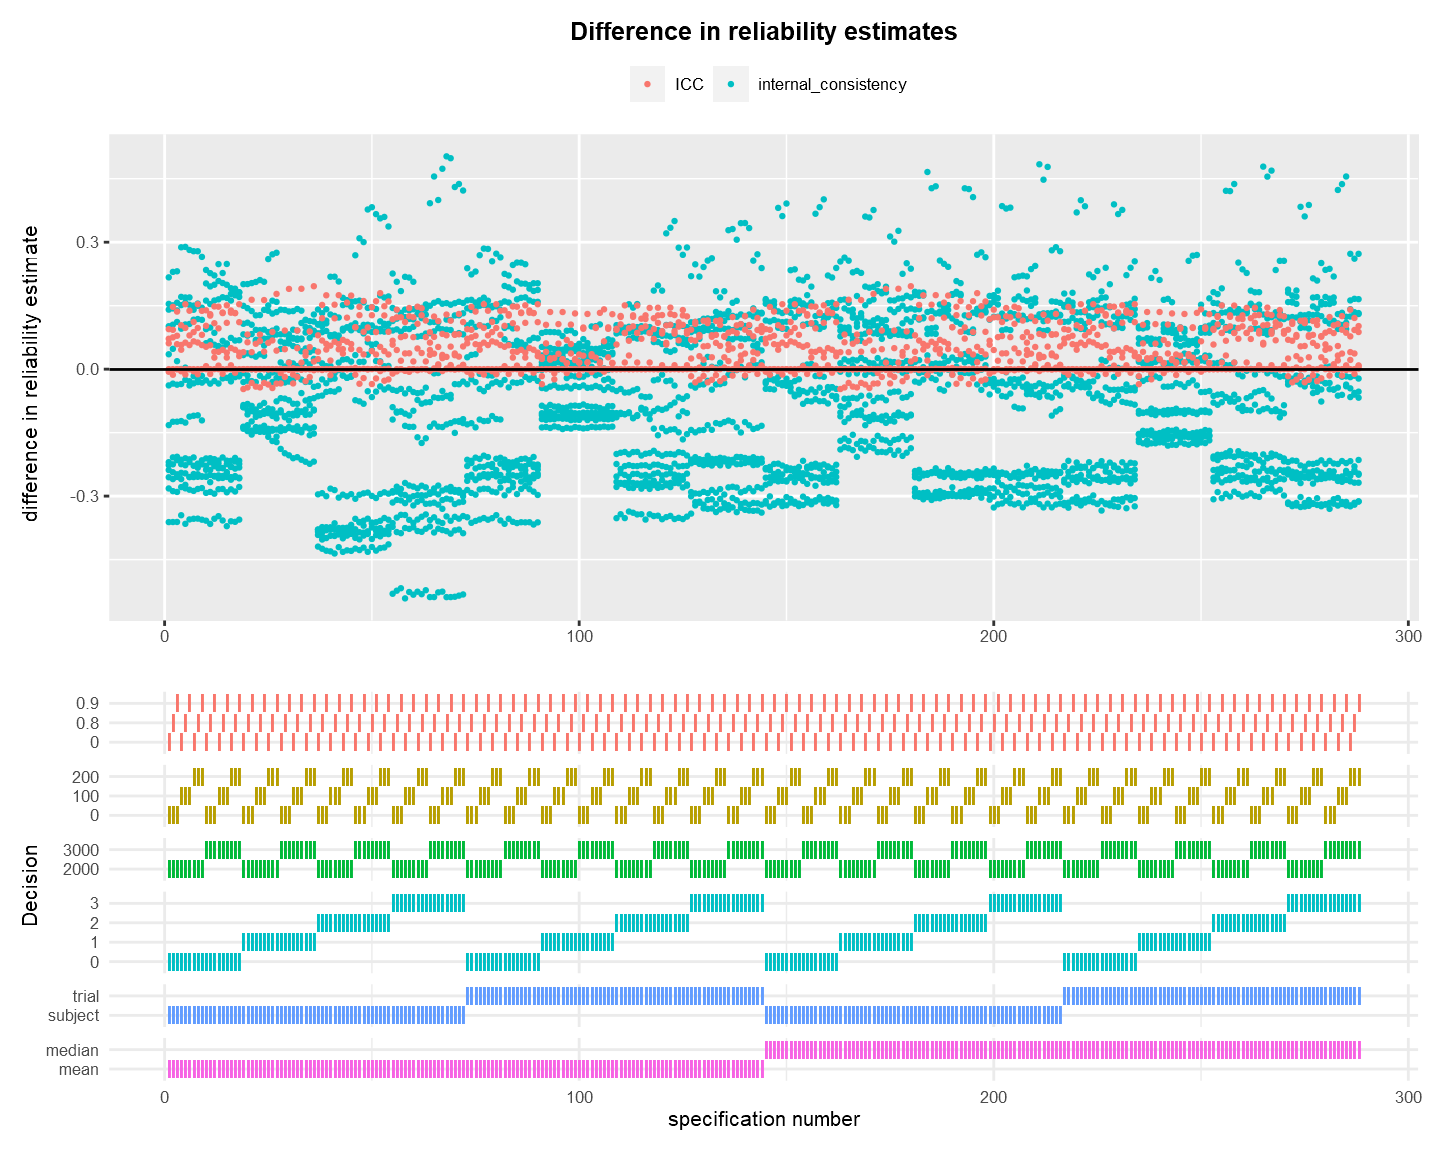 Difference in reliability estimates
ICC internal_consistency
difference in reliability estimate
0.3
0.0
-0.3
0 100 200 300
Decision
0.9
0.8
0
200
100
0
3000
2000
3
2
1
0
trial
subject
median
mean
0 100 200 300
specification number